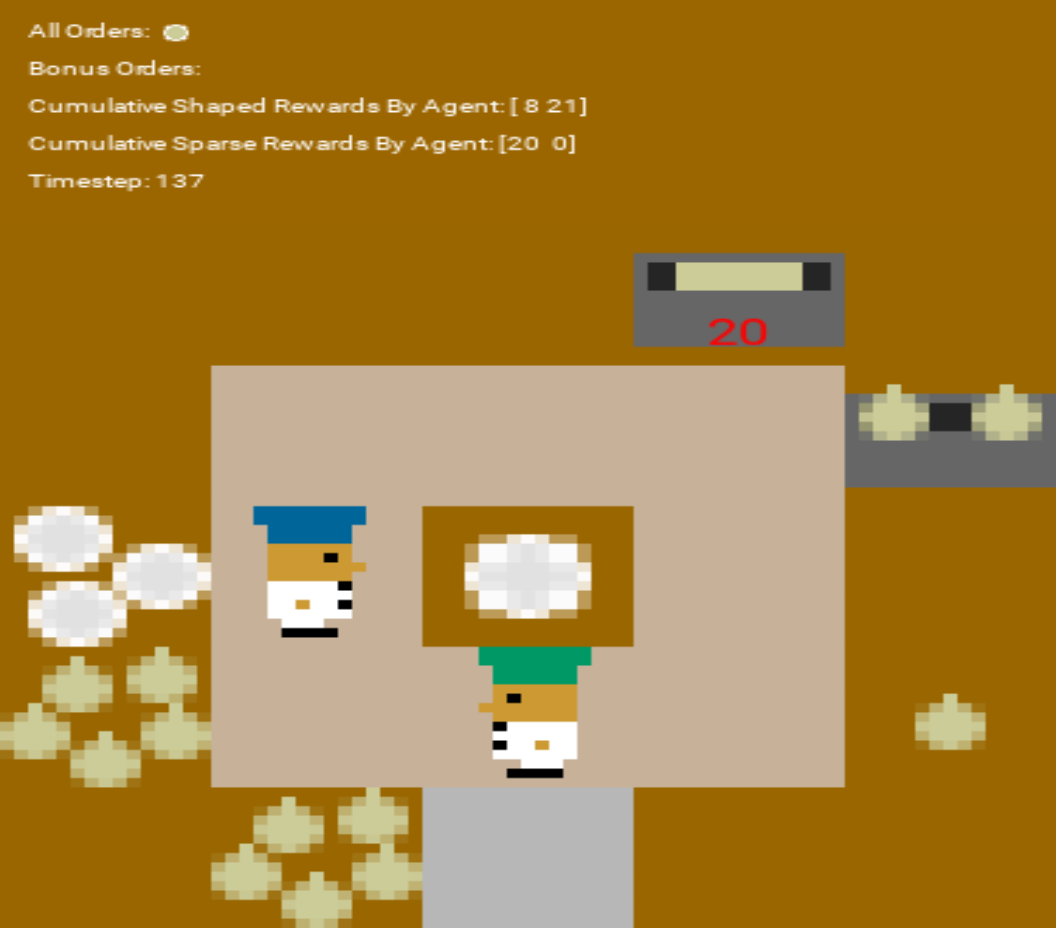 All Orders:
Bonus Orders:
Cumulative Shaped Rewards By Agent: [ 8 21]
Cumulative Sparse Rewards By Agent: [20  0]
Timestep: 137
20